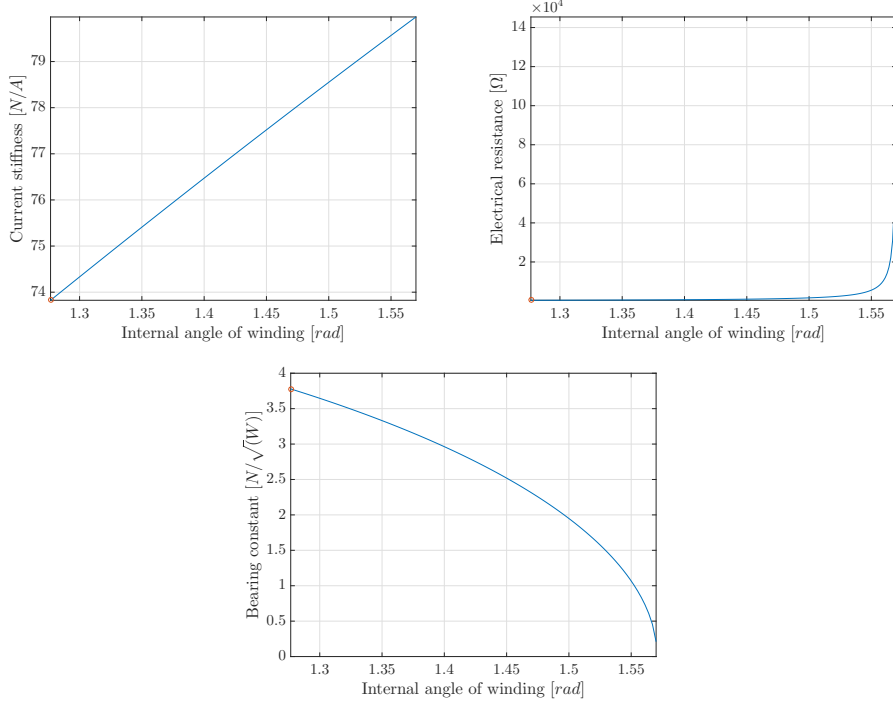 Current stiffness [N/A]
79
78
77
76
75
74
1.3 1.35 1.4 1.45 1.5 1.55
Internal angle of winding [rad]
×10⁴
Electrical resistance [Ω]
14
12
10
8
6
4
2
1.3 1.35 1.4 1.45 1.5 1.55
Internal angle of winding [rad]
Bearing constant [N/√(W)]
4
3.5
3
2.5
2
1.5
1
0.5
0
1.3 1.35 1.4 1.45 1.5 1.55
Internal angle of winding [rad]